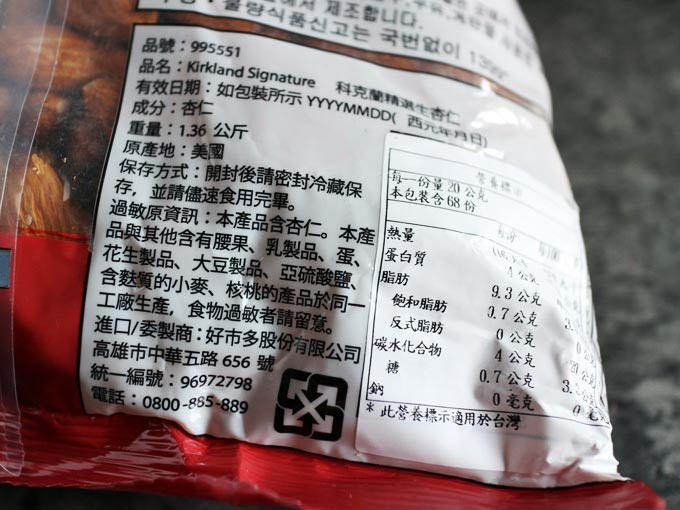 에서 제조합니다.
불량식품신고는 국번없이 1399
品號：995551
品名：Kirkland Signature 科克蘭精選生杏仁
有效日期：如包裝所示 YYYYMMDD( 西元年月日)
成分：杏仁
重量：1.36 公斤
原產地：美國
保存方式：開封後請密封冷藏保
存，並請儘速食用完畢。
過敏原資訊：本產品含杏仁。本產
品與其他含有腰果、乳製品、蛋、
花生製品、大豆製品、亞硫酸鹽、
含麩質的小麥、核桃的產品於同一
工廠生產，食物過敏者請留意。
進口/委製商：好市多股份有限公司
高雄市中華五路 656 號
統一編號：96972798
電話：0800-885-889
營養標示
每一份量 20 公克
本包裝含 68 份
每份
熱量
蛋白質 4 公克
脂肪 9.3 公克
飽和脂肪 0.7 公克
反式脂肪 0 公克
碳水化合物 4 公克
糖 0.7 公克
鈉 0 毫克
* 此營養標示適用於台灣